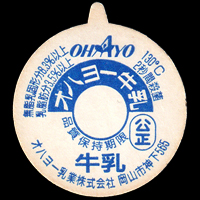 OHAYO
無脂乳固形分8.3%以上
乳脂肪分3.5%以上
130°C
2秒間殺菌
オハヨー牛乳
公正
品質保持期限
牛乳
オハヨー乳業株式会社 岡山市神下565